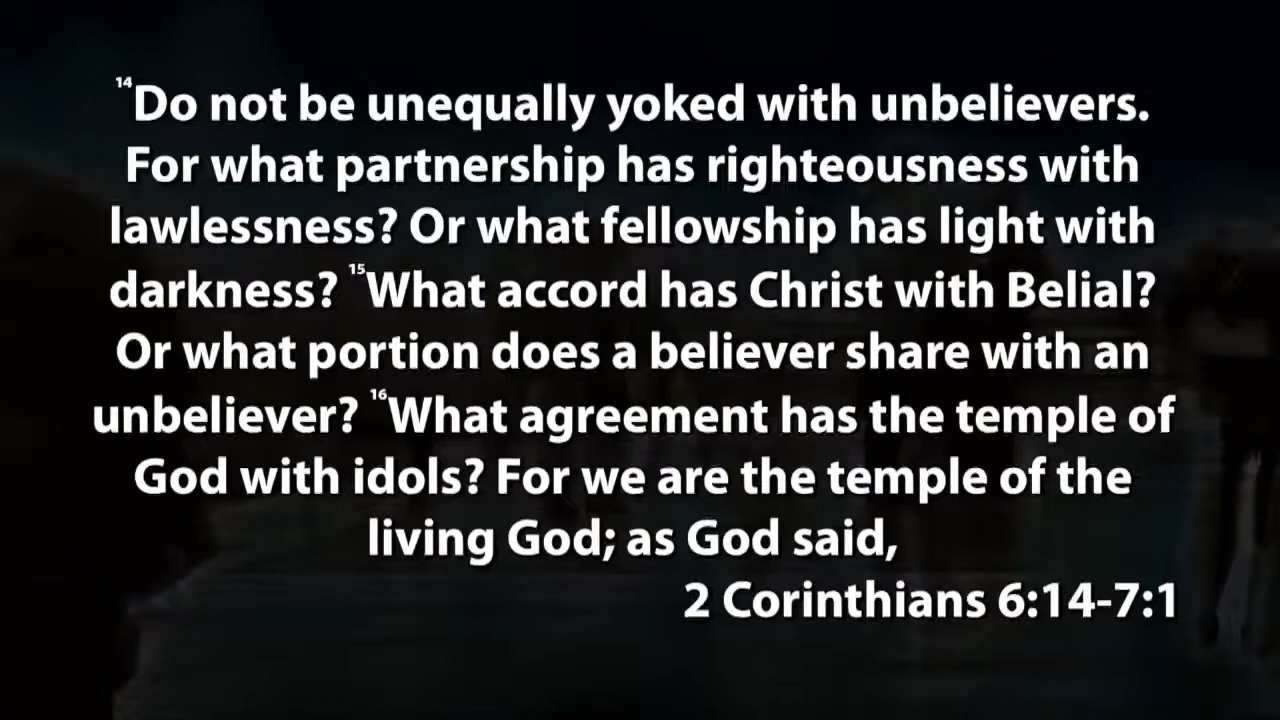 14Do not be unequally yoked with unbelievers.
For what partnership has righteousness with
lawlessness? Or what fellowship has light with
darkness? 15What accord has Christ with Belial?
Or what portion does a believer share with an
unbeliever? 16What agreement has the temple of
God with idols? For we are the temple of the
living God; as God said,
2 Corinthians 6:14-7:1